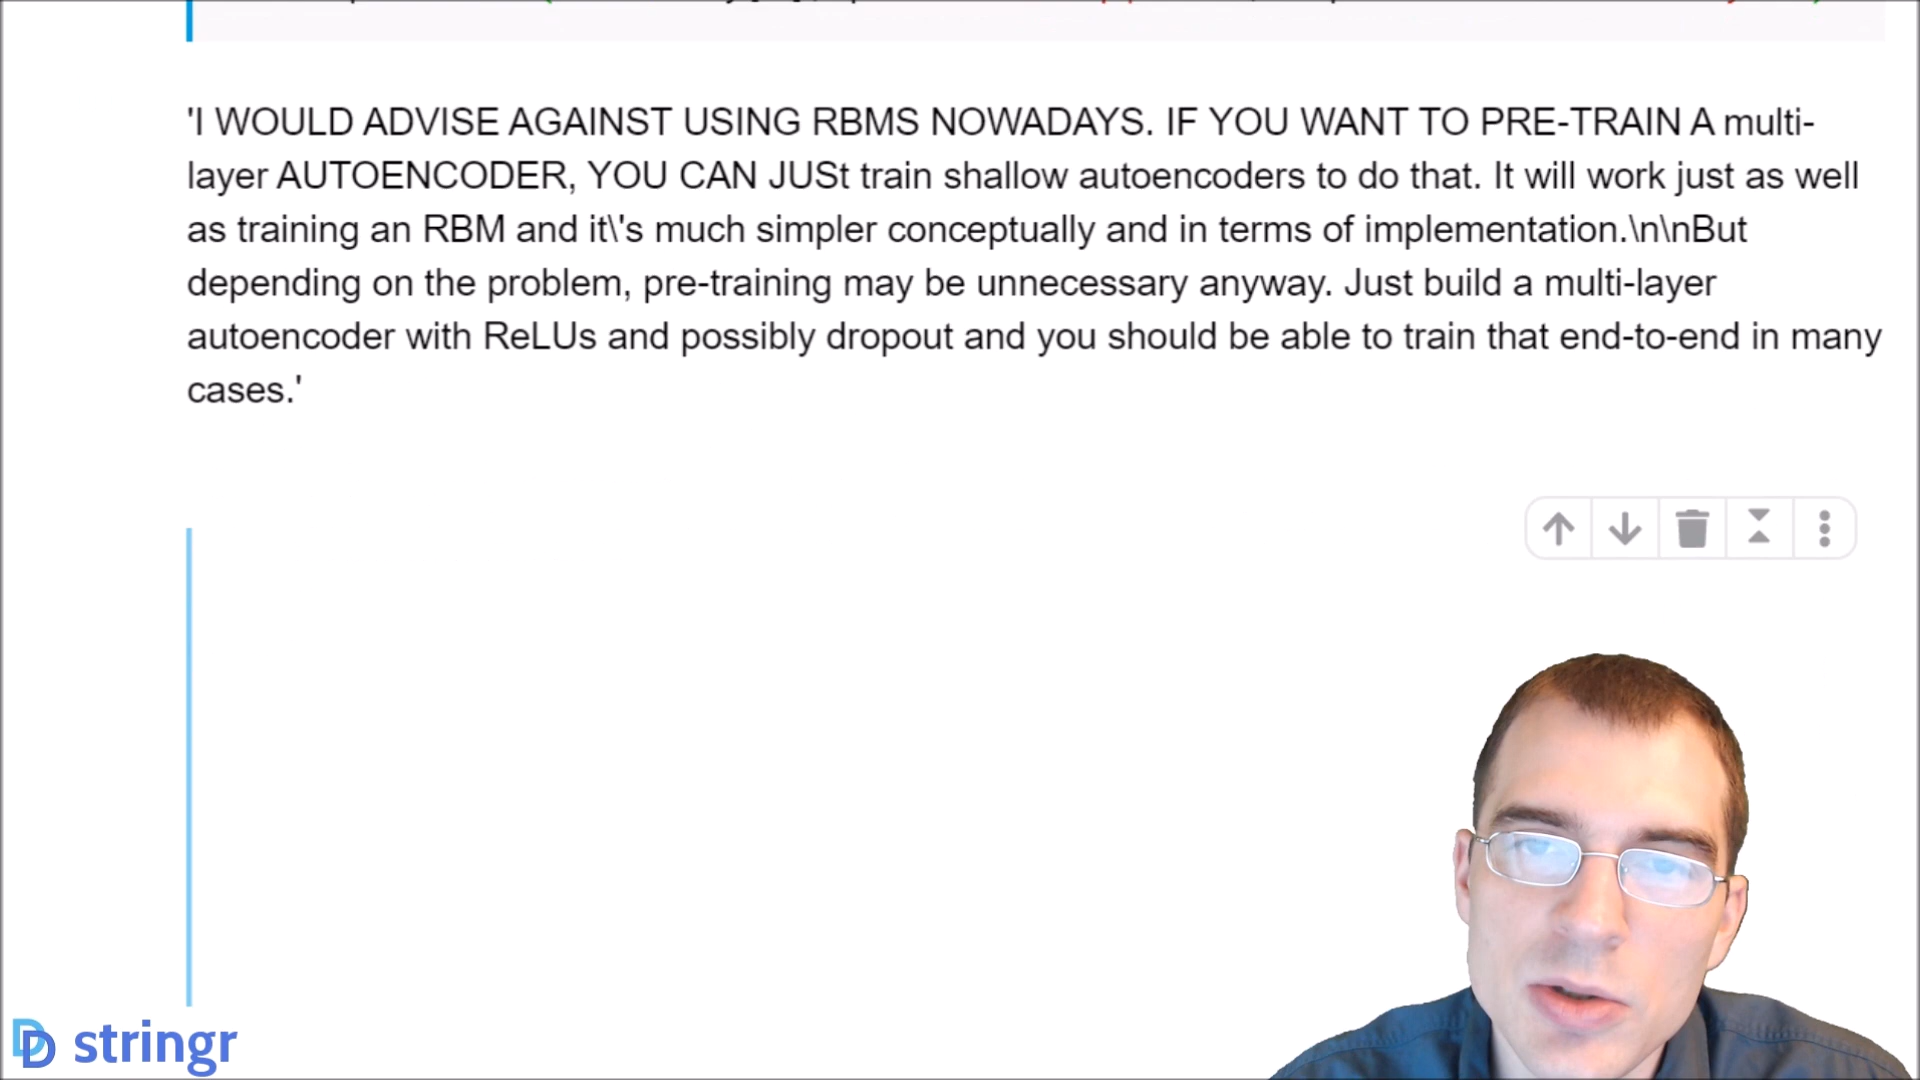 'I WOULD ADVISE AGAINST USING RBMS NOWADAYS. IF YOU WANT TO PRE-TRAIN A multi-
layer AUTOENCODER, YOU CAN JUSt train shallow autoencoders to do that. It will work just as well
as training an RBM and it\'s much simpler conceptually and in terms of implementation.\n\nBut
depending on the problem, pre-training may be unnecessary anyway. Just build a multi-layer
autoencoder with ReLUs and possibly dropout and you should be able to train that end-to-end in many
cases.'
stringr